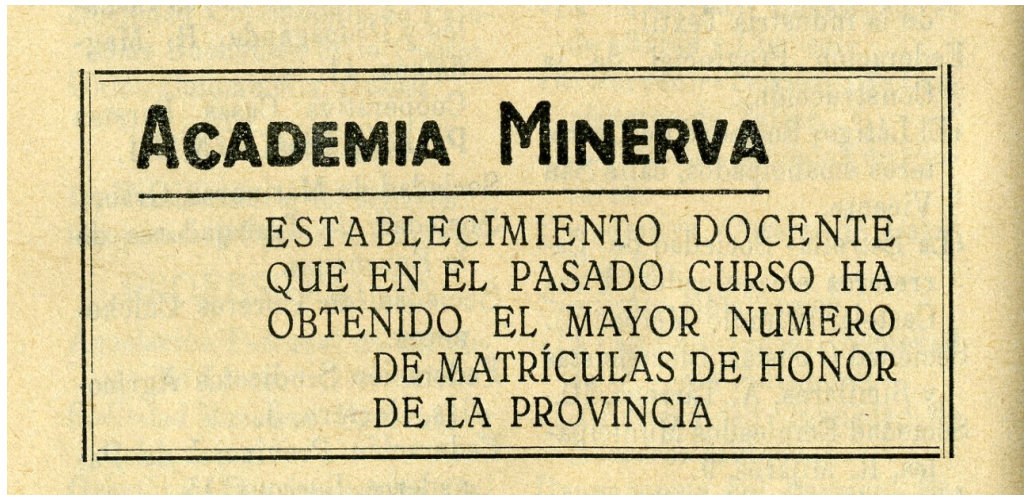 ACADEMIA MINERVA
ESTABLECIMIENTO DOCENTE
QUE EN EL PASADO CURSO HA
OBTENIDO EL MAYOR NUMERO
DE MATRÍCULAS DE HONOR
DE LA PROVINCIA